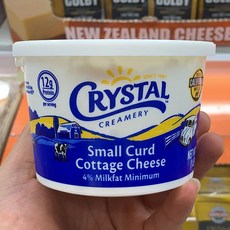 COLBY
NEW ZEALAND CHEESE
12g
Protein
per serving
CRYSTAL
CREAMERY
Small Curd
Cottage Cheese
4% Milkfat Minimum